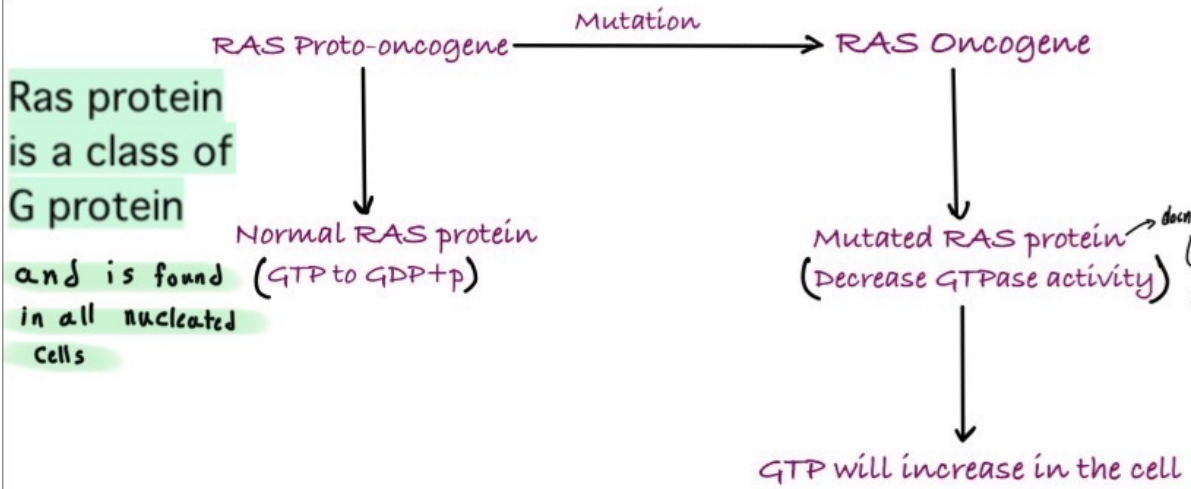 Mutation
RAS Proto-oncogene
RAS Oncogene
Ras protein
is a class of
G protein
and is found
in all nucleated
cells
Normal RAS protein
(GTP to GDP+p)
Mutated RAS protein
(Decrease GTPase activity)
GTP will increase in the cell